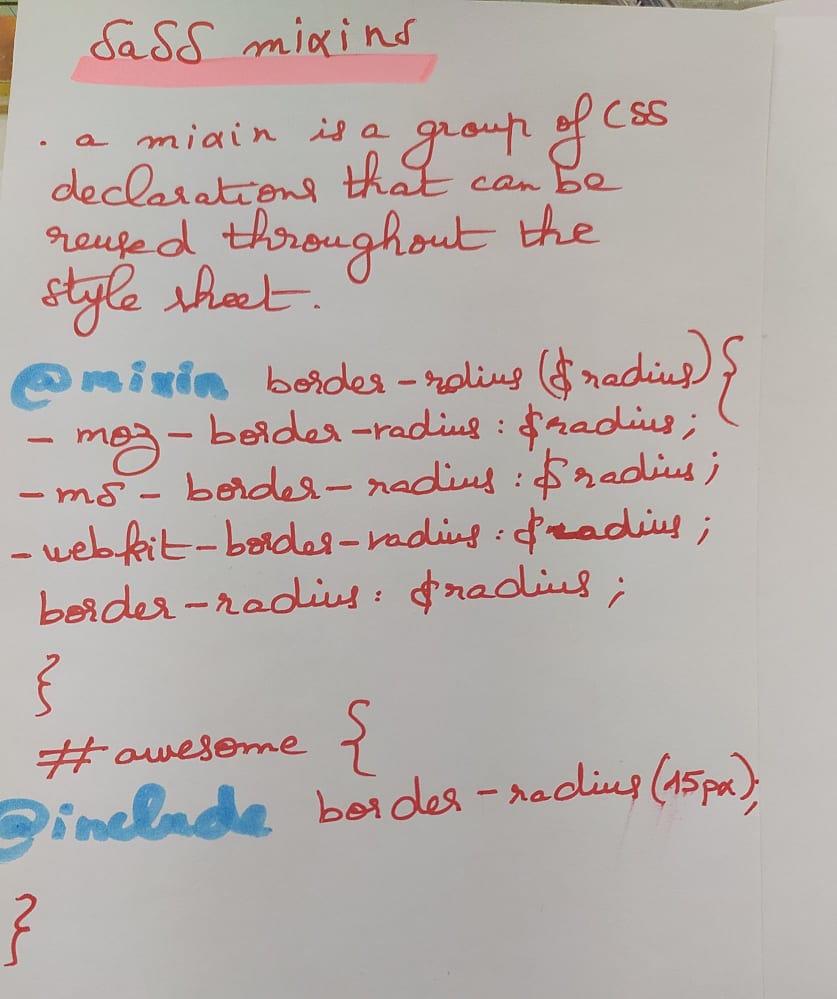 SaSS mixins
. a mixin is a group of CSS
declarations that can be
reused throughout the
style sheet.
@mixin border-radius ($radius) {
- moz - border-radius : $radius;
- ms - border - radius : $radius;
- webkit-border-radius : $radius;
border-radius : $radius;
}
#awesome {
@include border-radius (15px);
}